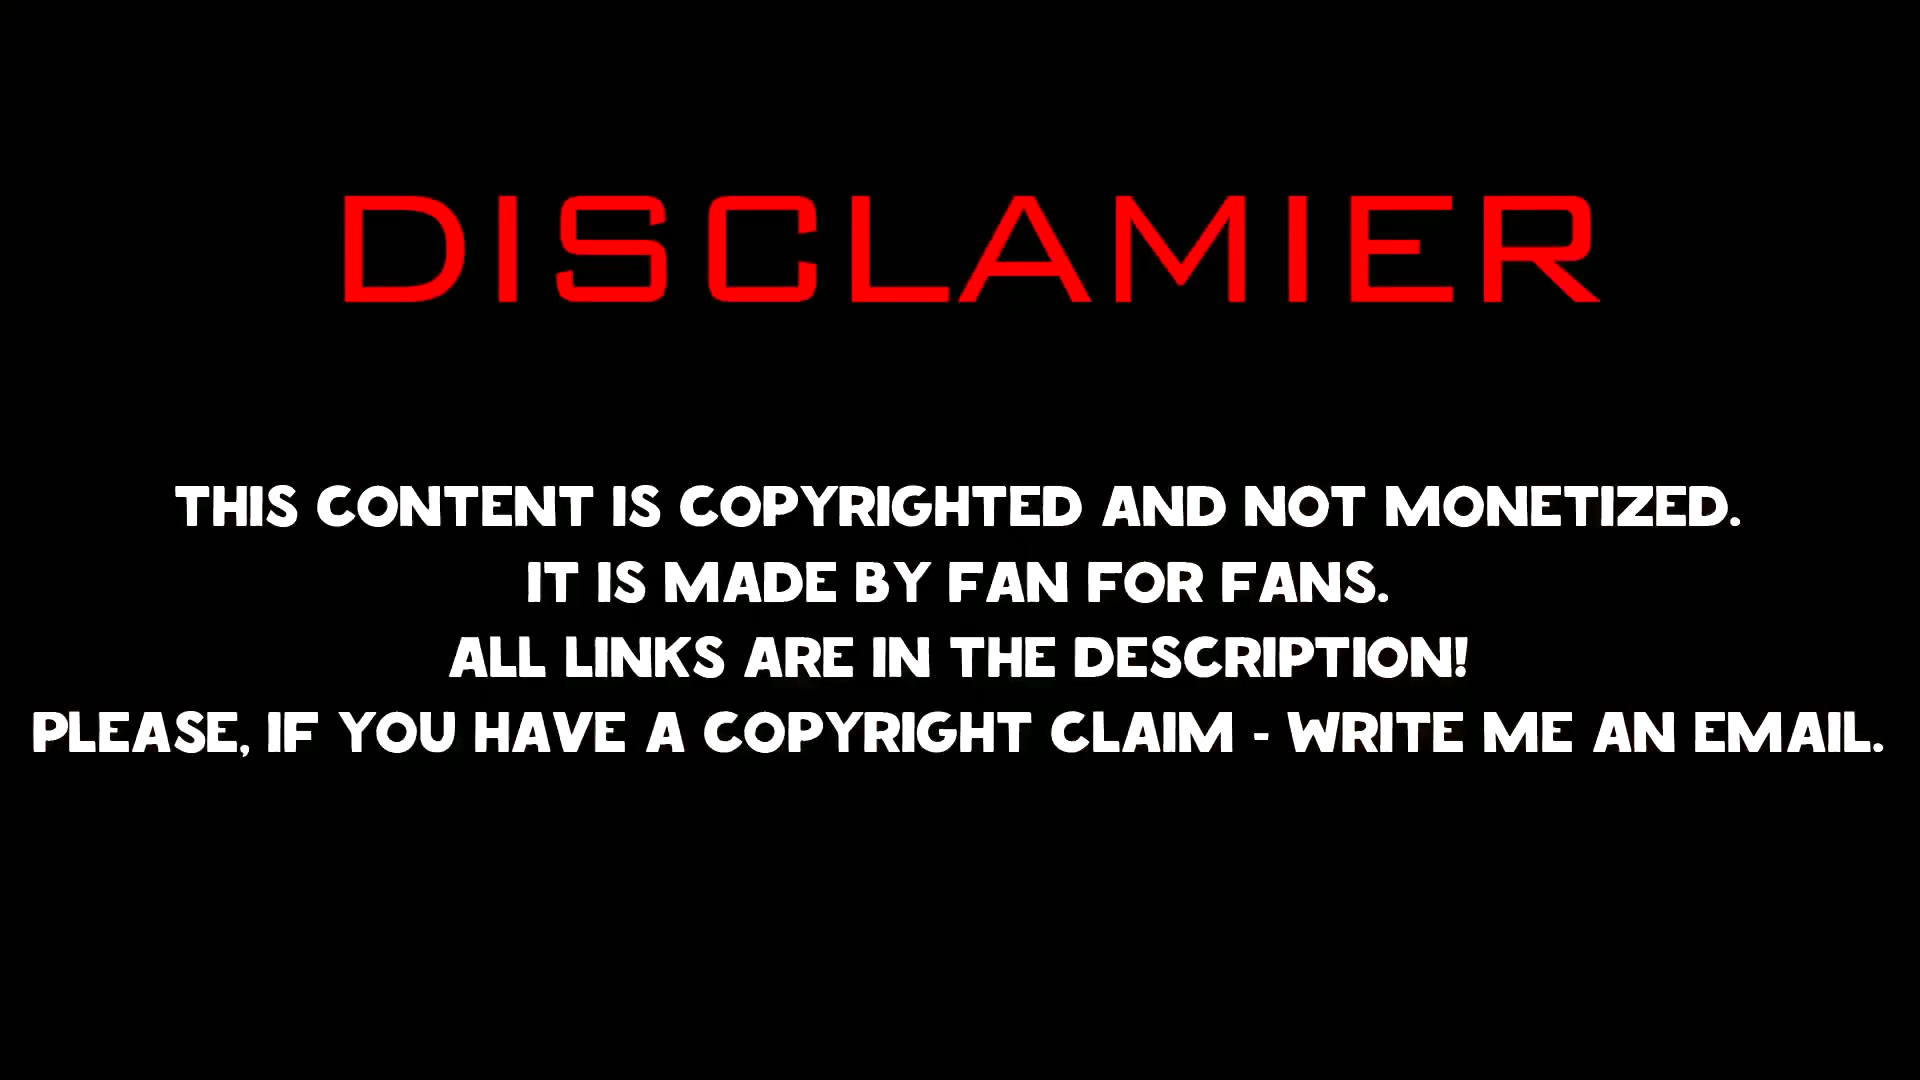 DISCLAMIER
THIS CONTENT IS COPYRIGHTED AND NOT MONETIZED.
IT IS MADE BY FAN FOR FANS.
ALL LINKS ARE IN THE DESCRIPTION!
PLEASE, IF YOU HAVE A COPYRIGHT CLAIM - WRITE ME AN EMAIL.